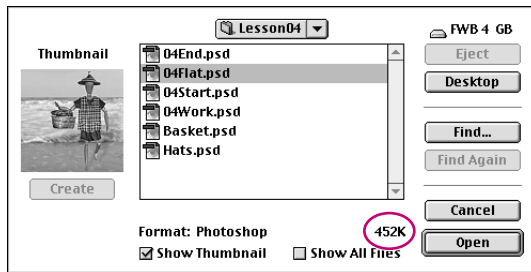 Lesson04
FWB 4 GB
Thumbnail
04End.psd
04Flat.psd
04Start.psd
04Work.psd
Basket.psd
Hats.psd
Create
Eject
Desktop
Find...
Find Again
Cancel
Open
Format: Photoshop 452K
Show Thumbnail Show All Files